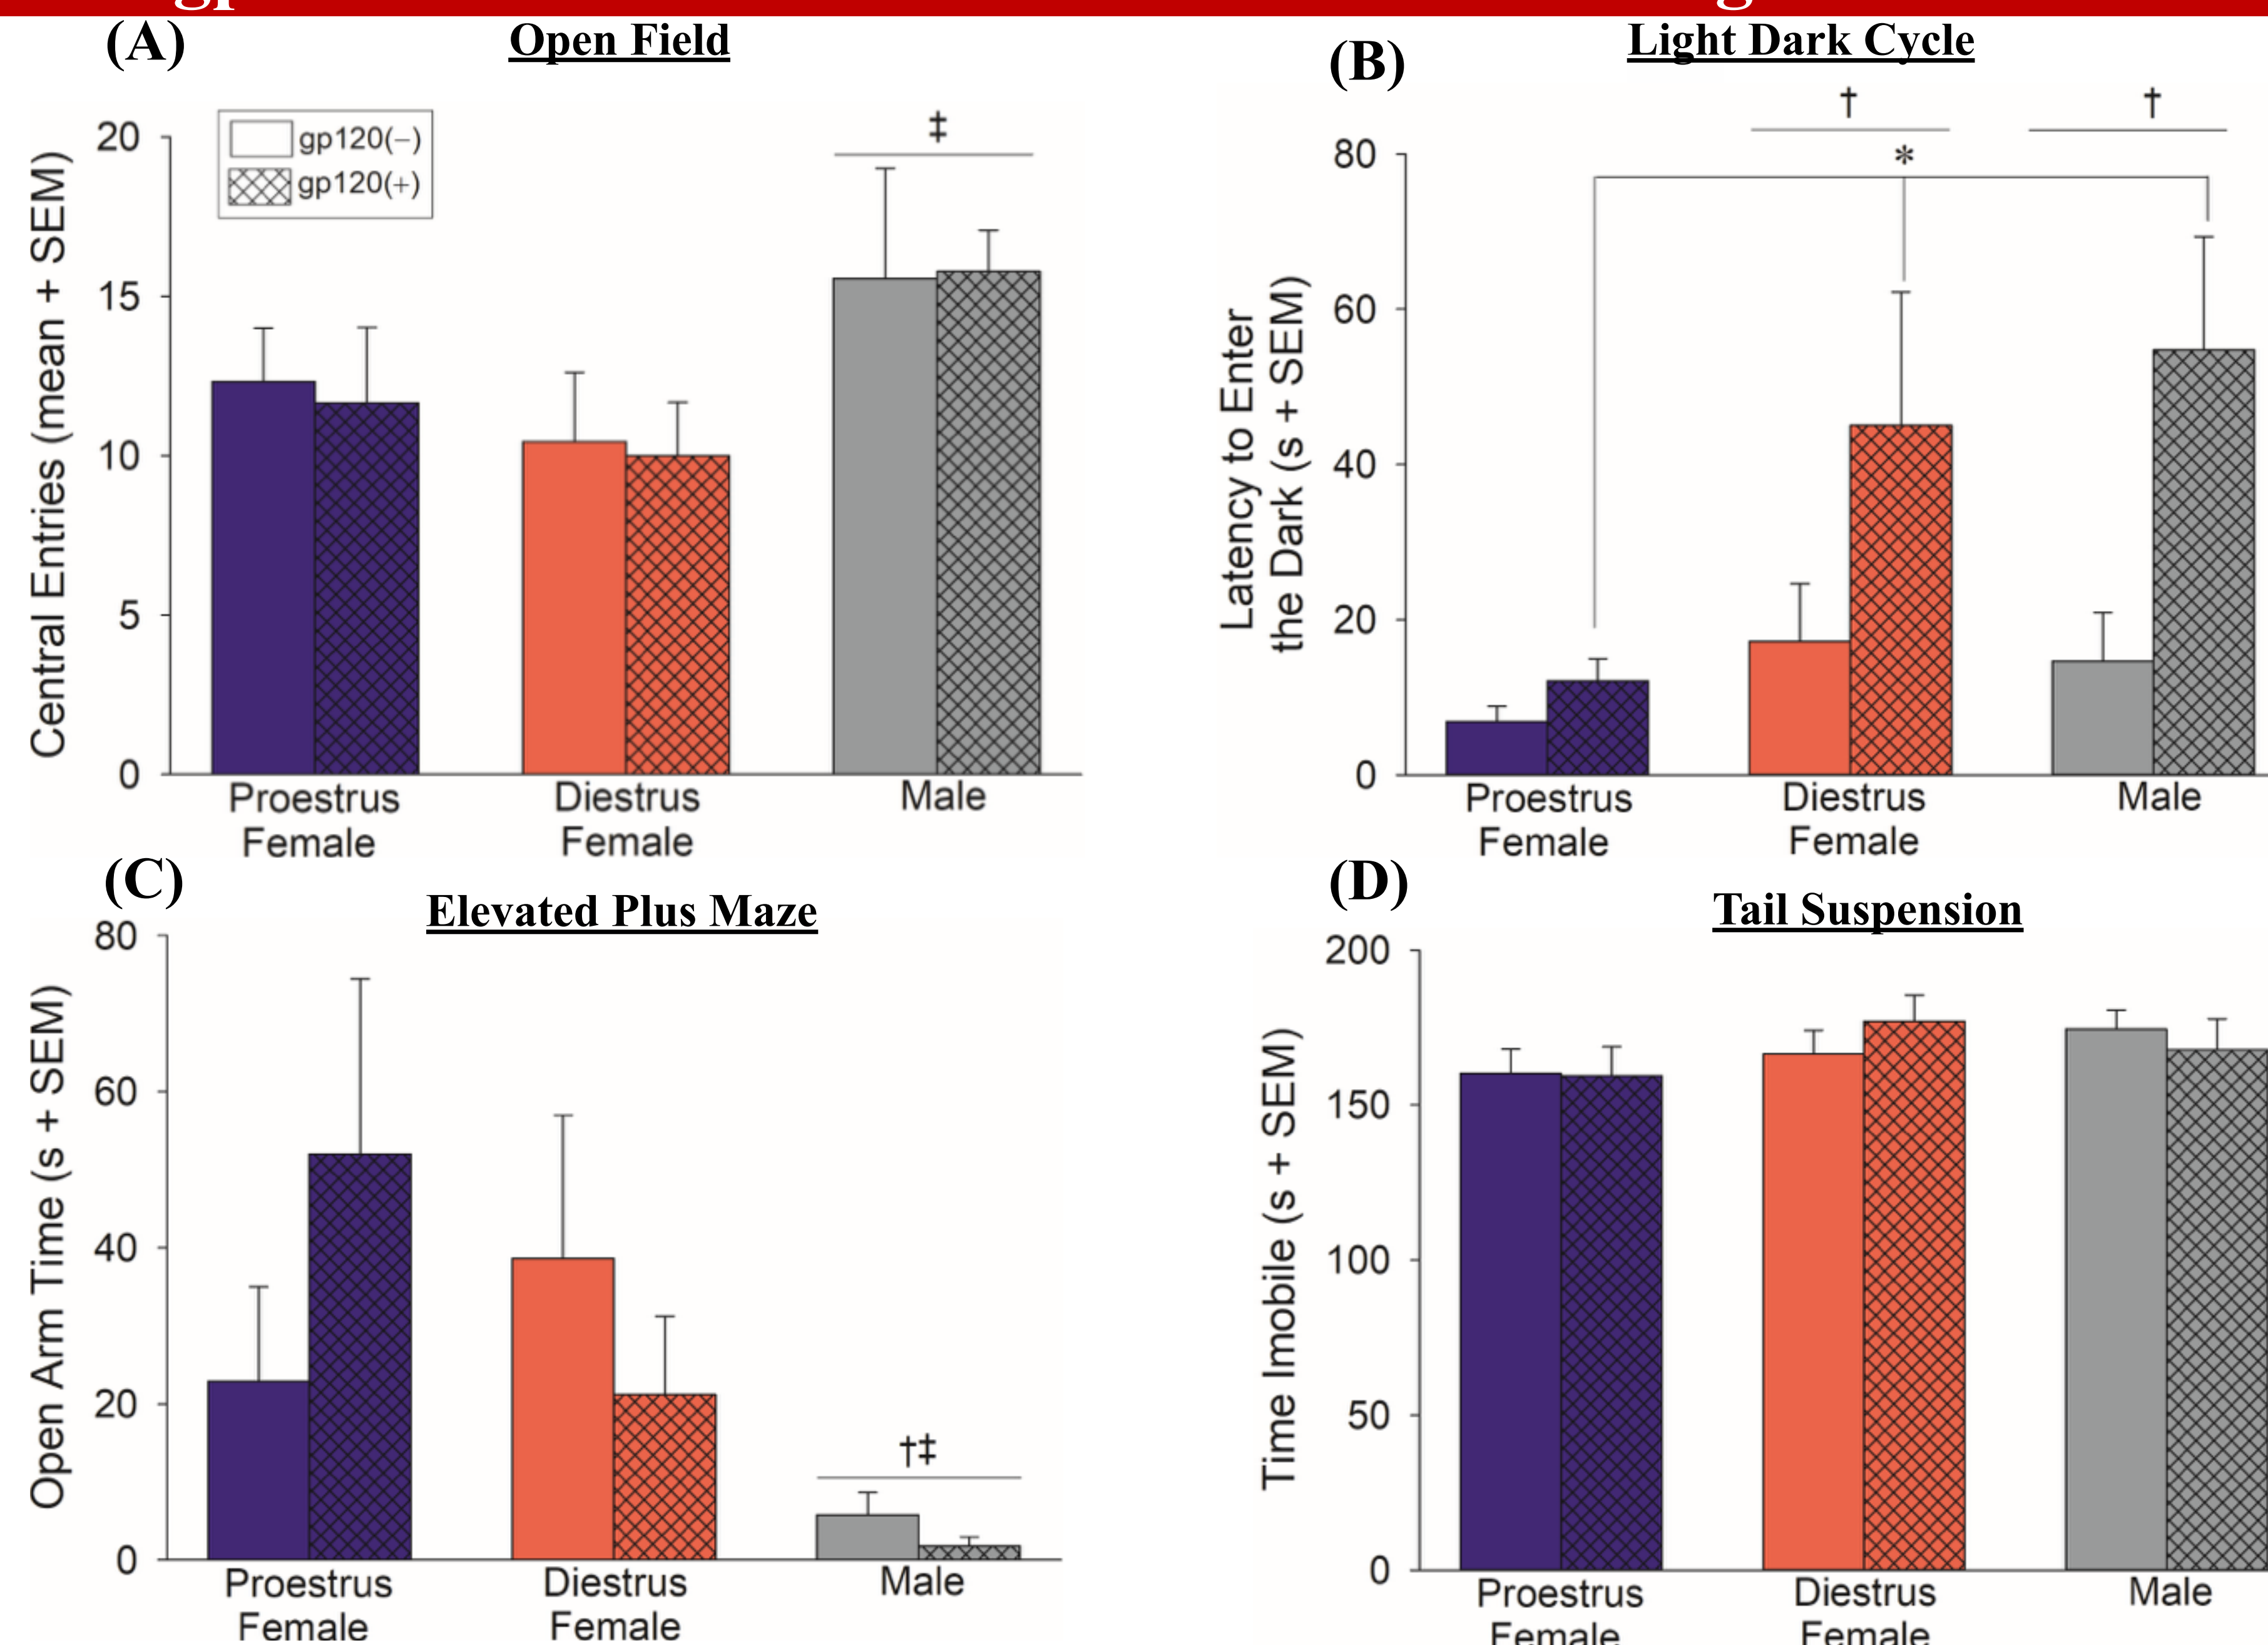 (A)
Open Field
gp120(−)
gp120(+)
‡
20
15
10
5
0
Central Entries (mean + SEM)
Proestrus
Female
Diestrus
Female
Male
(B)
Light Dark Cycle
†
†
*
80
60
40
20
0
Latency to Enter
the Dark (s + SEM)
Proestrus
Female
Diestrus
Female
Male
(C)
Elevated Plus Maze
80
60
40
20
0
Open Arm Time (s + SEM)
†‡
Proestrus
Female
Diestrus
Female
Male
(D)
Tail Suspension
200
150
100
50
0
Time Imobile (s + SEM)
Proestrus
Female
Diestrus
Female
Male